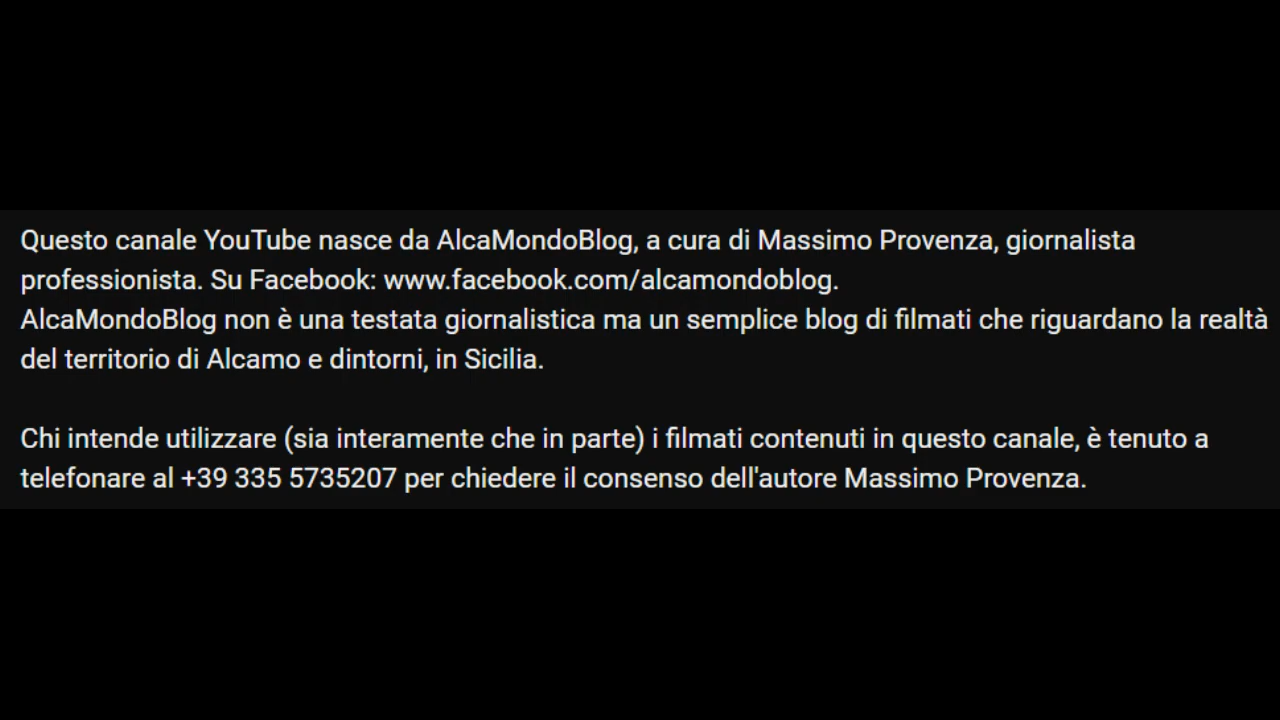 Questo canale YouTube nasce da AlcaMondoBlog, a cura di Massimo Provenza, giornalista
professionista. Su Facebook: www.facebook.com/alcamondoblog.
AlcaMondoBlog non è una testata giornalistica ma un semplice blog di filmati che riguardano la realtà
del territorio di Alcamo e dintorni, in Sicilia.
Chi intende utilizzare (sia interamente che in parte) i filmati contenuti in questo canale, è tenuto a
telefonare al +39 335 5735207 per chiedere il consenso dell'autore Massimo Provenza.